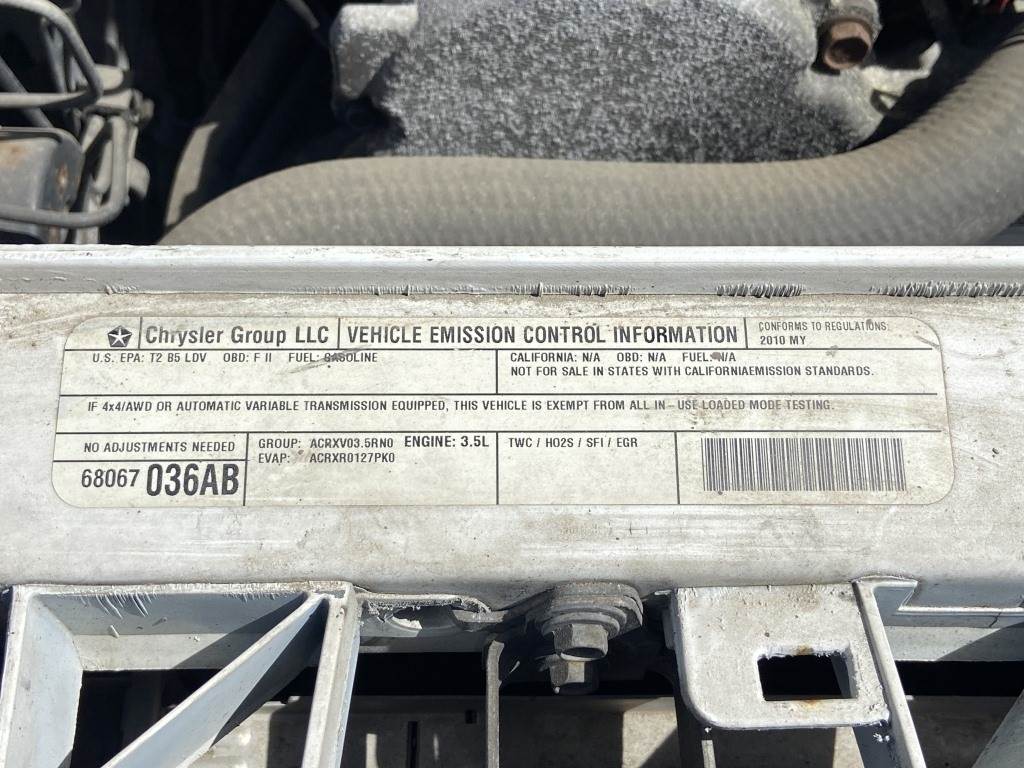 Chrysler Group LLC VEHICLE EMISSION CONTROL INFORMATION
CONFORMS TO REGULATIONS:
2010 MY
U.S. EPA: T2 B5 LDV OBD: F II FUEL: GASOLINE
CALIFORNIA: N/A OBD: N/A FUEL: N/A
NOT FOR SALE IN STATES WITH CALIFORNIAEMISSION STANDARDS.
IF 4x4/AWD OR AUTOMATIC VARIABLE TRANSMISSION EQUIPPED, THIS VEHICLE IS EXEMPT FROM ALL IN - USE LOADED MODE TESTING.
NO ADJUSTMENTS NEEDED
68067 036AB
GROUP: ACRXV03.5RN0 ENGINE: 3.5L
EVAP: ACRXR0127PK0
TWC / HO2S / SFI / EGR